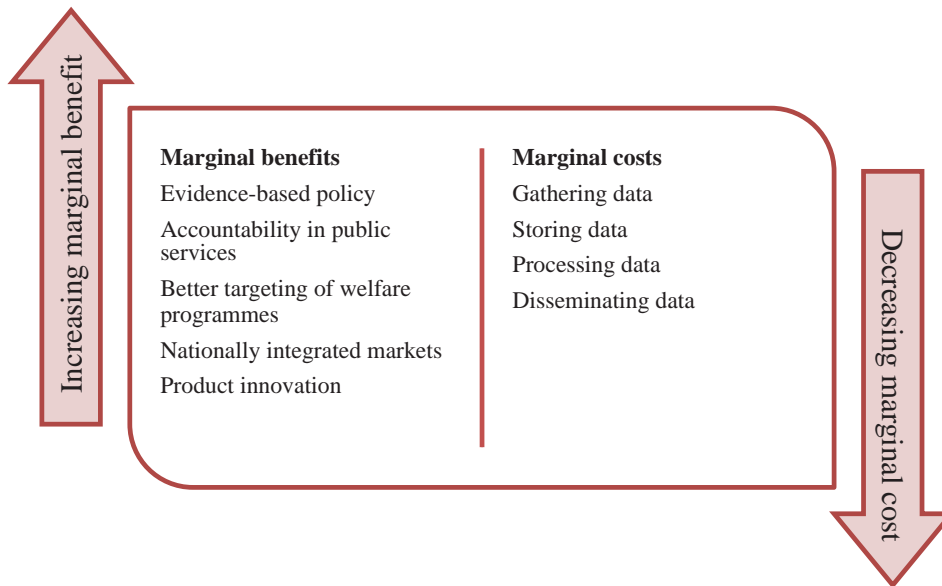 Increasing marginal benefit
Marginal benefits
Evidence-based policy
Accountability in public
services
Better targeting of welfare
programmes
Nationally integrated markets
Product innovation
Marginal costs
Gathering data
Storing data
Processing data
Disseminating data
Decreasing marginal cost